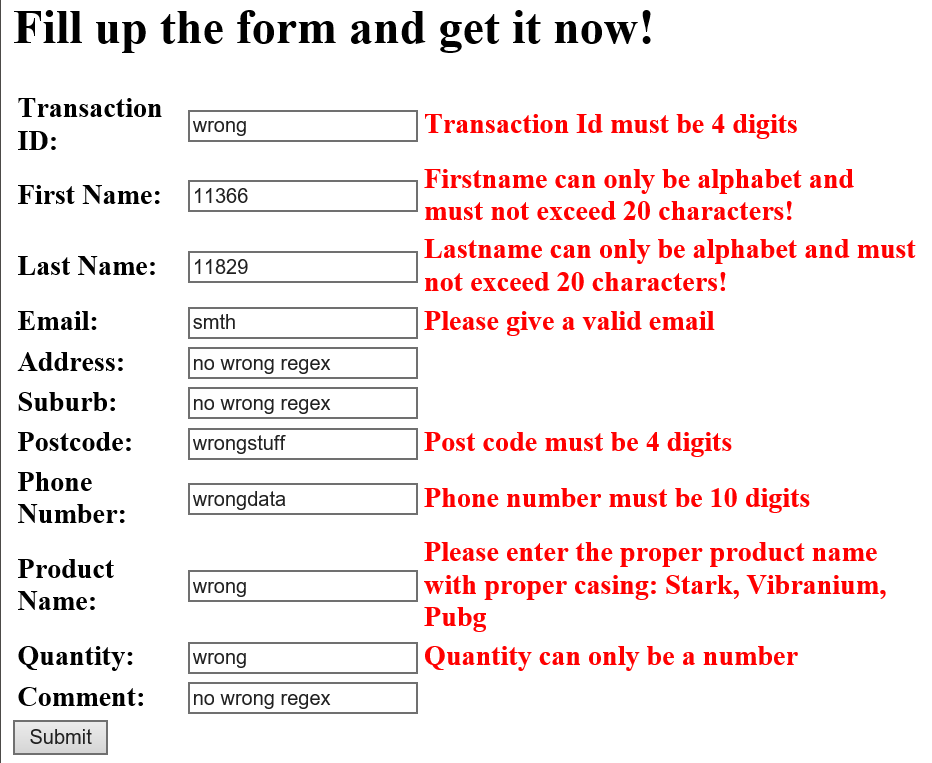 Fill up the form and get it now!
Transaction
ID:
wrong
Transaction Id must be 4 digits
First Name:
11366
Firstname can only be alphabet and
must not exceed 20 characters!
Last Name:
11829
Lastname can only be alphabet and must
not exceed 20 characters!
Email:
smth
Please give a valid email
Address:
no wrong regex
Suburb:
no wrong regex
Postcode:
wrongstuff
Post code must be 4 digits
Phone
Number:
wrongdata
Phone number must be 10 digits
Product
Name:
wrong
Please enter the proper product name
with proper casing: Stark, Vibranium,
Pubg
Quantity:
wrong
Quantity can only be a number
Comment:
no wrong regex
Submit